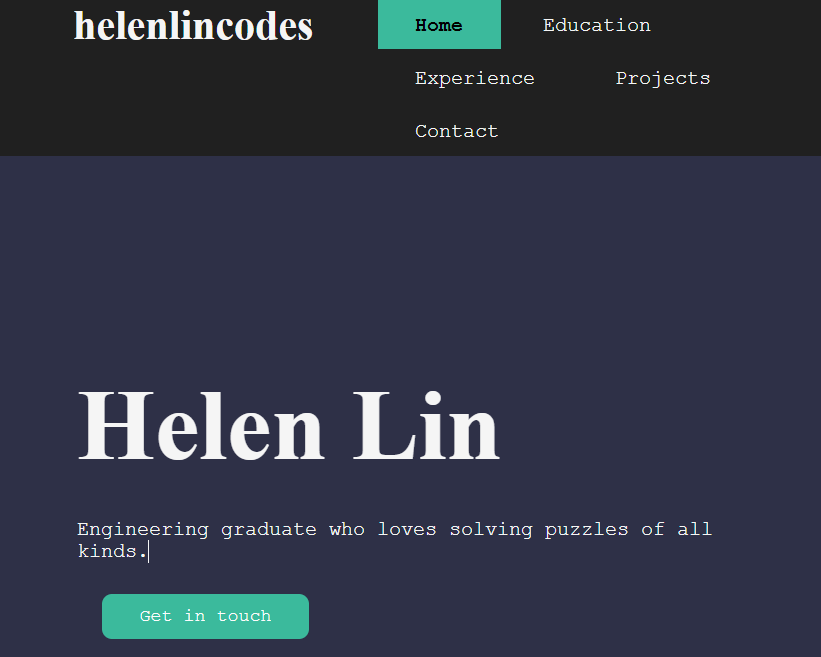 helenlincodes
Home Education
Experience Projects
Contact
Helen Lin
Engineering graduate who loves solving puzzles of all
kinds.
Get in touch